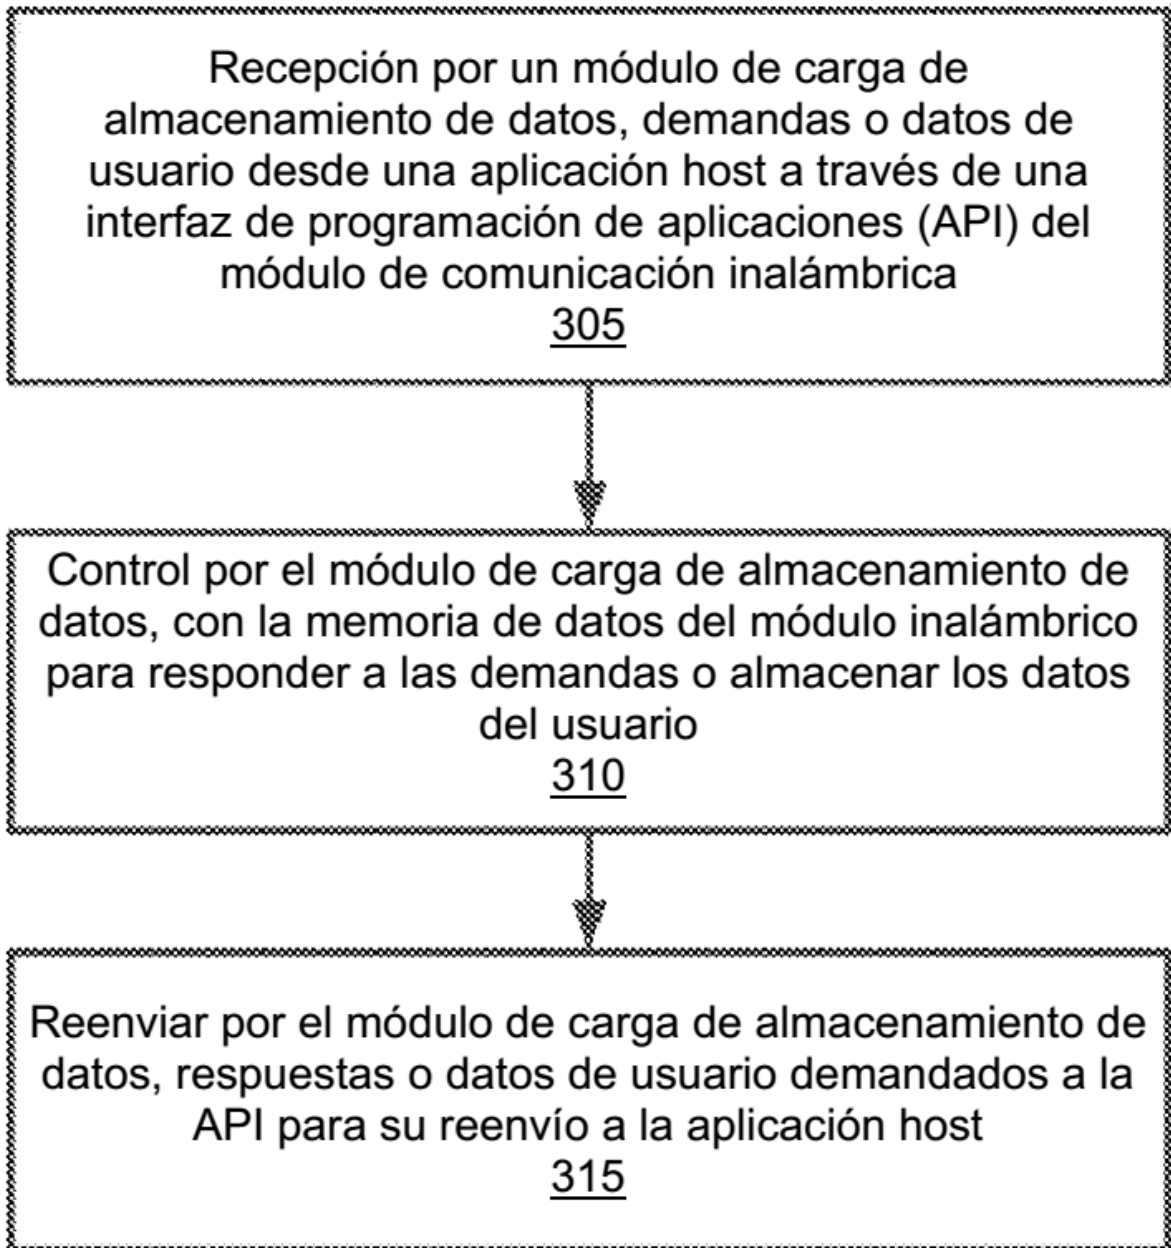 Recepción por un módulo de carga de
almacenamiento de datos, demandas o datos de
usuario desde una aplicación host a través de una
interfaz de programación de aplicaciones (API) del
módulo de comunicación inalámbrica
305
Control por el módulo de carga de almacenamiento de
datos, con la memoria de datos del módulo inalámbrico
para responder a las demandas o almacenar los datos
del usuario
310
Reenviar por el módulo de carga de almacenamiento de
datos, respuestas o datos de usuario demandados a la
API para su reenvío a la aplicación host
315